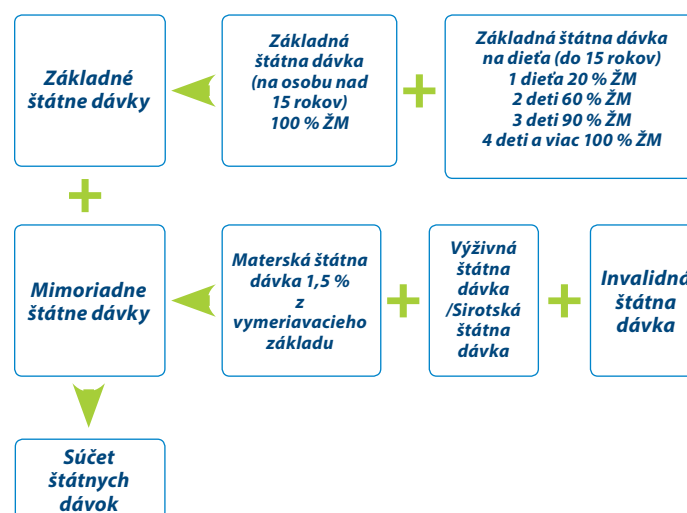 Základné
štátne dávky
Základná
štátna dávka
(na osobu nad
15 rokov)
100 % ŽM
+
Základná štátna dávka
na dieťa (do 15 rokov)
1 dieťa 20 % ŽM
2 deti 60 % ŽM
3 deti 90 % ŽM
4 deti a viac 100 % ŽM
+
Mimoriadne
štátne dávky
Materská štátna
dávka 1,5 %
z
vymeriavacieho
základu
+
Výživná
štátna
dávka
/Sirotská
štátna
dávka
+
Invalidná
štátna
dávka
Súčet
štátnych
dávok